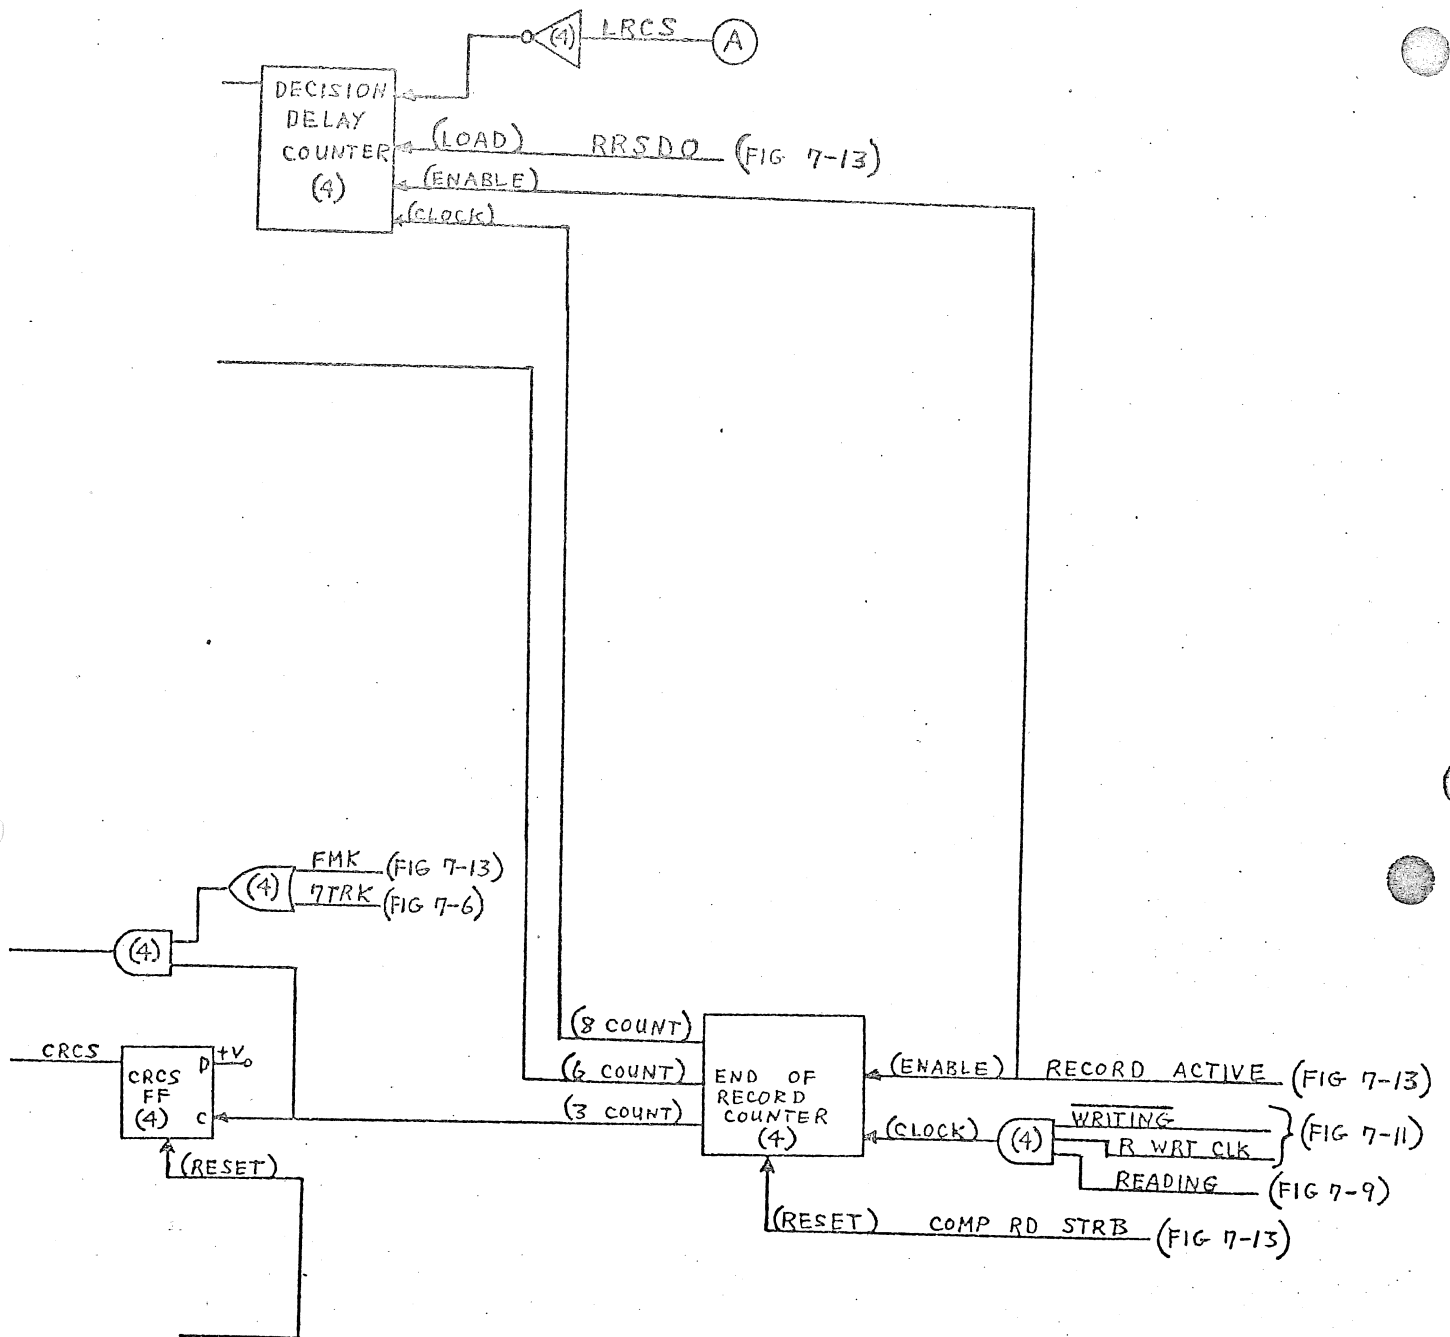 (4) LRCS A
DECISION
DELAY
COUNTER
(4)
(LOAD) RRSDO (FIG 7-13)
(ENABLE)
(CLOCK)
FMK (FIG 7-13)
(4)
7TRK (FIG 7-6)
(4)
CRCS
CRCS
FF
(4)
D
C
+V
(RESET)
(8 COUNT)
(6 COUNT)
(3 COUNT)
END OF
RECORD
COUNTER
(4)
(ENABLE) RECORD ACTIVE (FIG 7-13)
(CLOCK) (4)
WRITING
R WRT CLK
(FIG 7-11)
READING (FIG 7-9)
(RESET) COMP RD STRB (FIG 7-13)